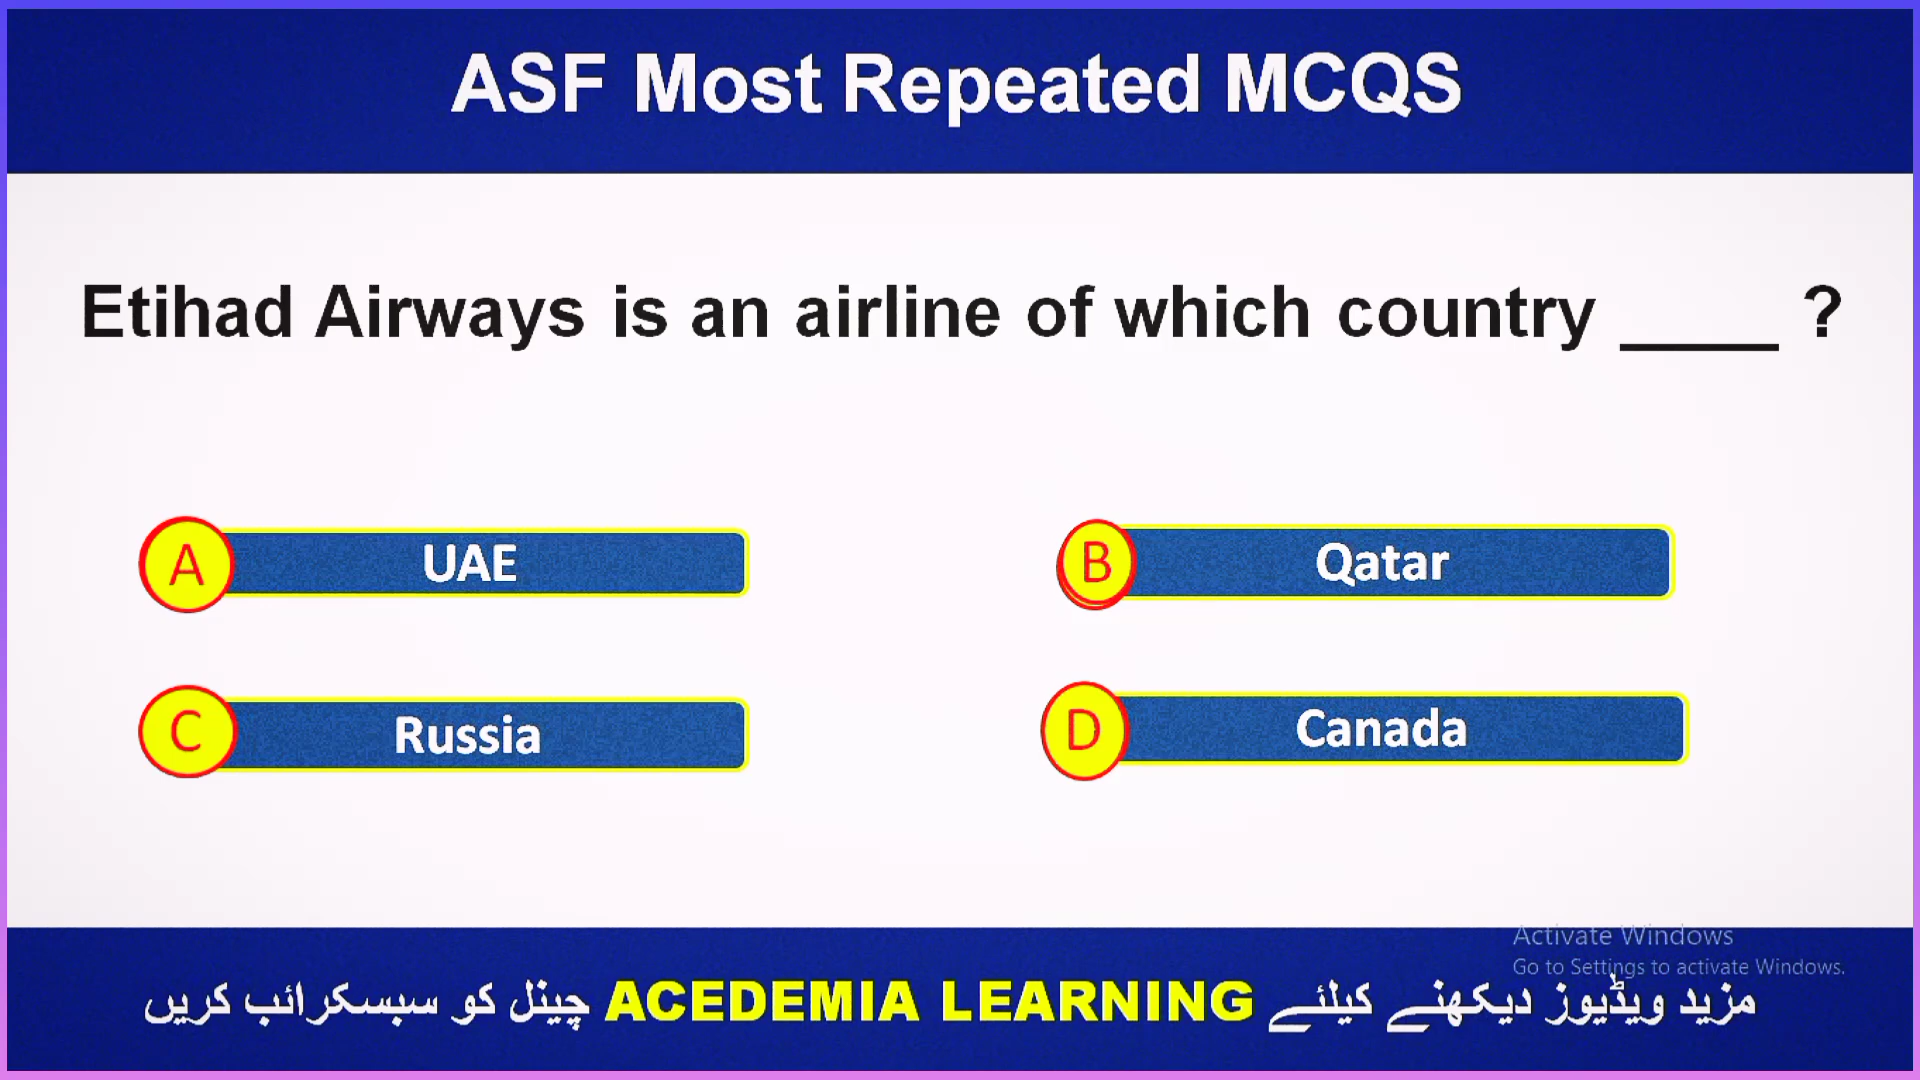 ASF Most Repeated MCQS
Etihad Airways is an airline of which country ____ ?
A UAE
B Qatar
C Russia
D Canada
Activate Windows
Go to Settings to activate Windows.
مزید ویڈیوز دیکھنے کیلئے ACEDEMIA LEARNING چینل کو سبسکرائب کریں